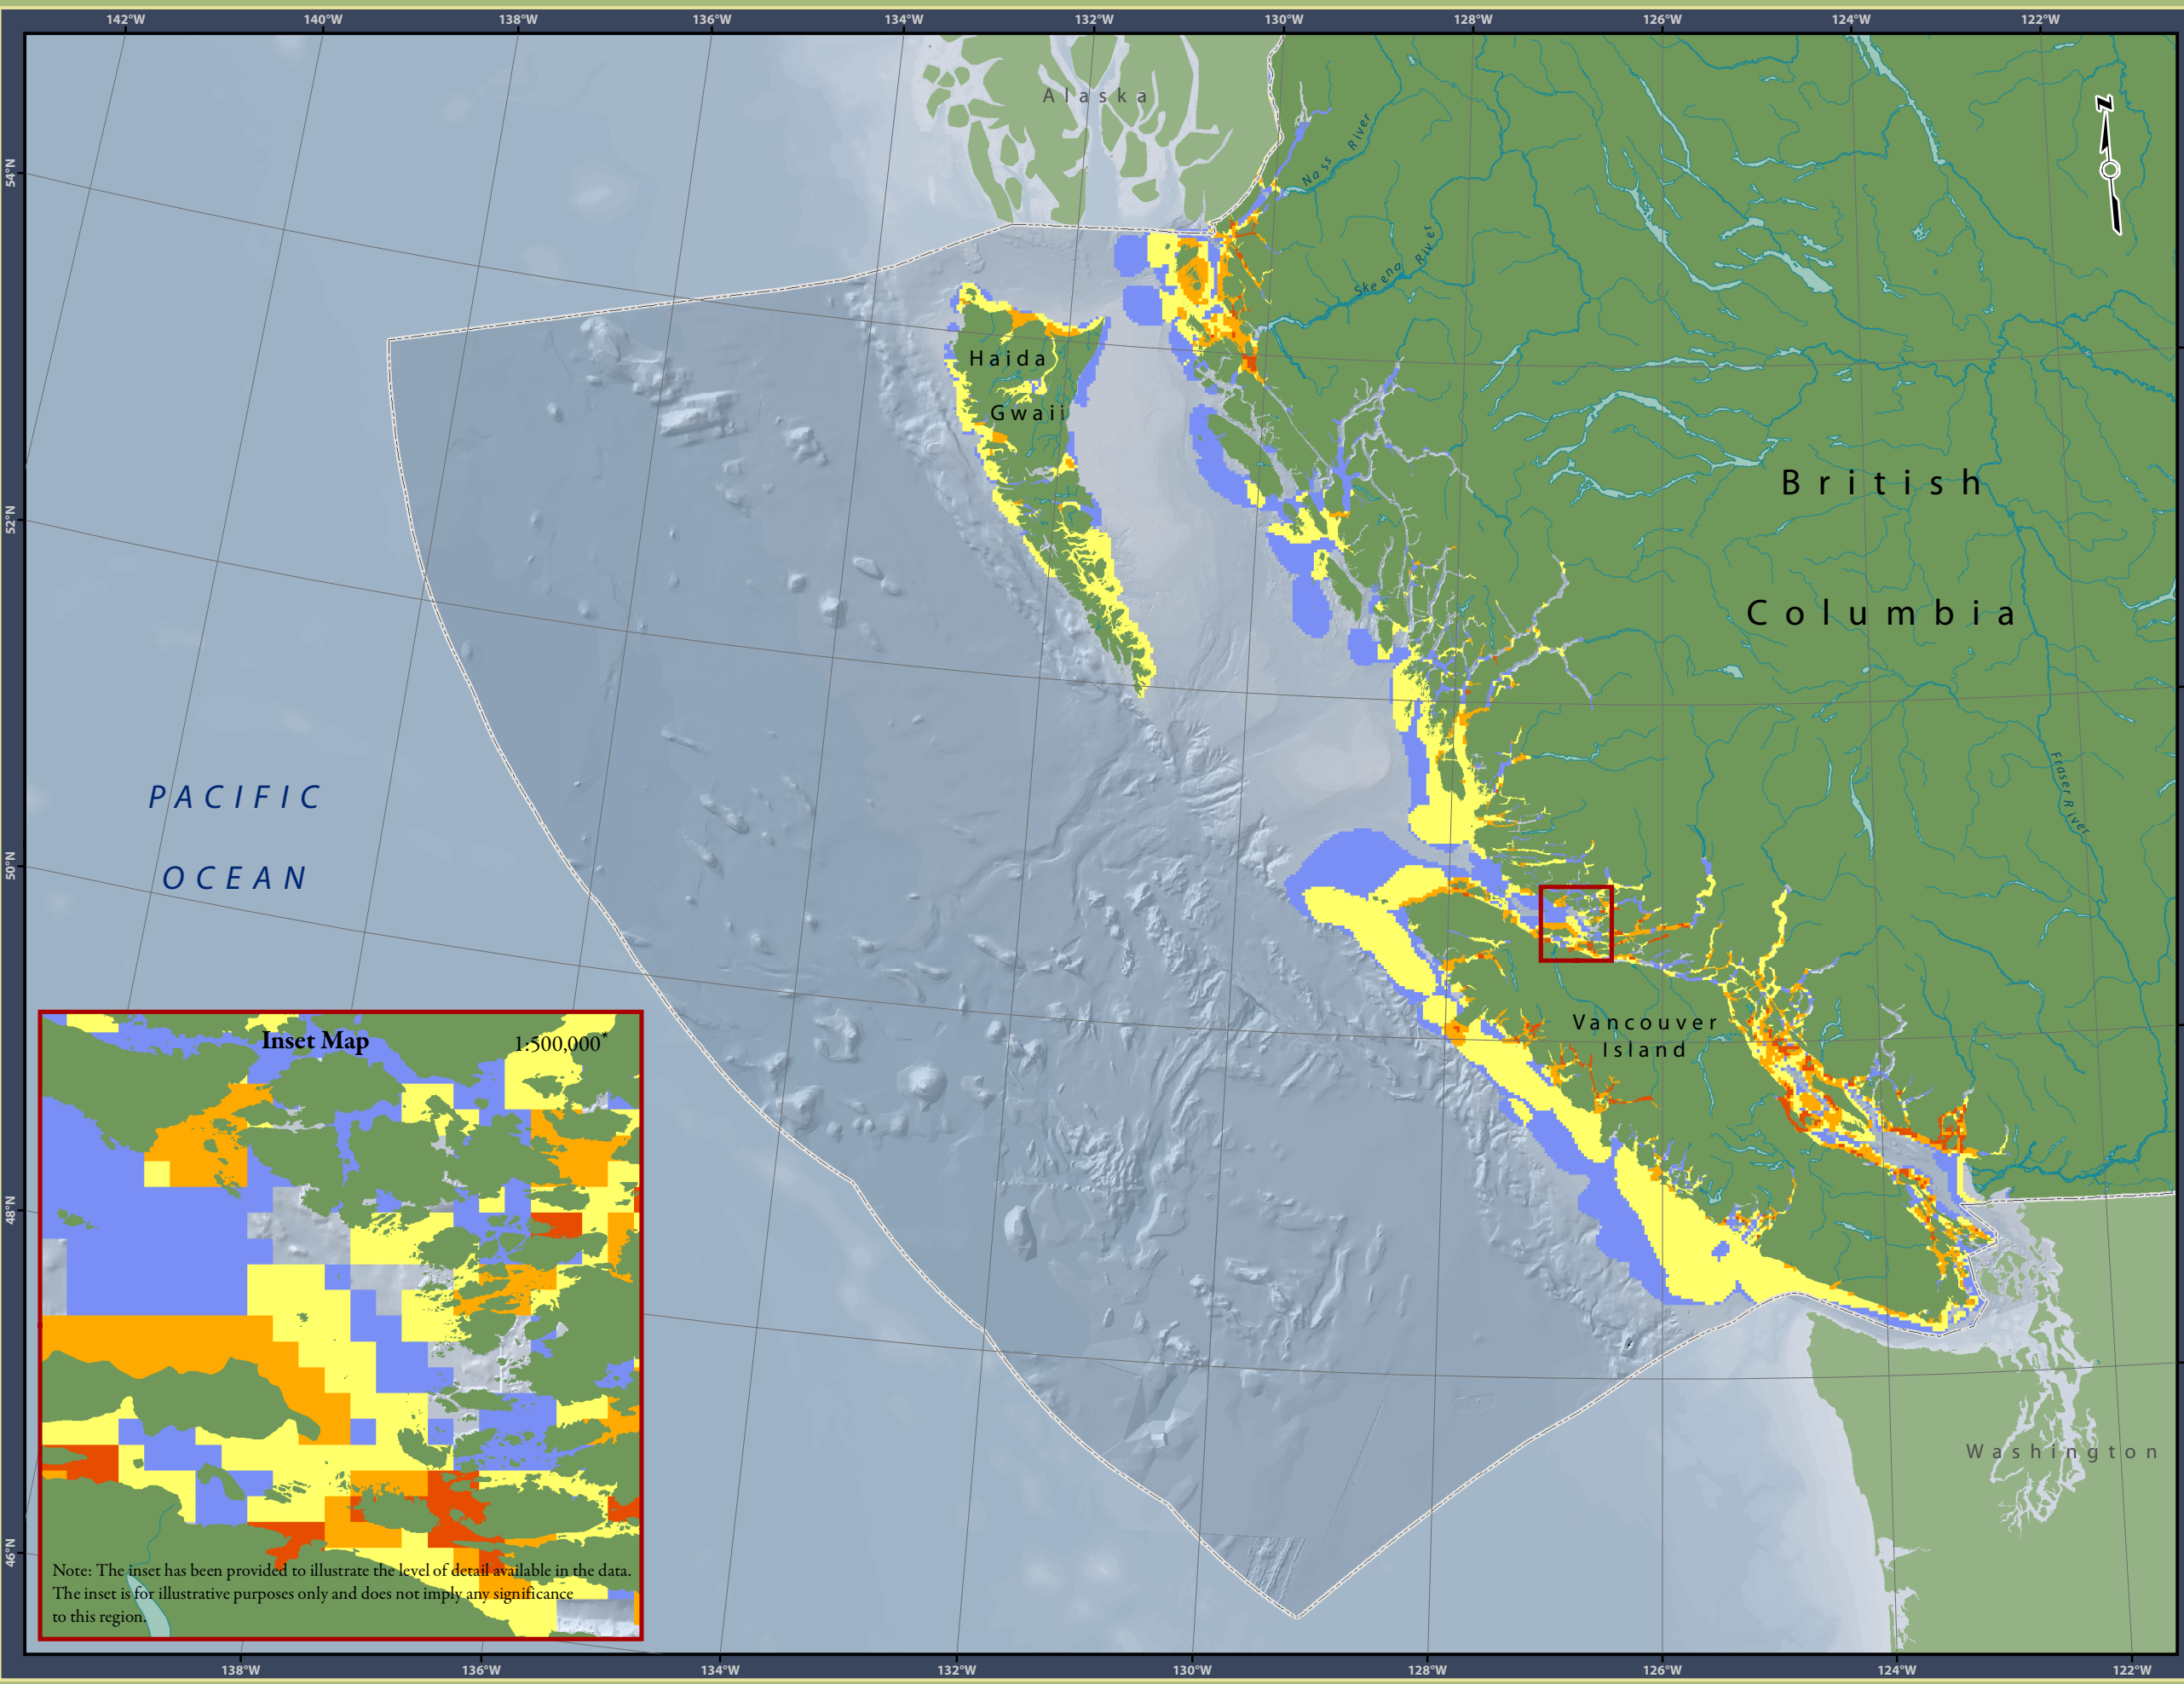 142°W 140°W 138°W 136°W 134°W 132°W 130°W 128°W 126°W 124°W 122°W
N
Alaska
Nass River
54°N
Skeena River
Haida
Gwaii
British
52°N
Columbia
Fraser River
PACIFIC
50°N
OCEAN
Vancouver
Island
Inset Map 1:500,000*
48°N
Washington
46°N
Note: The inset has been provided to illustrate the level of detail available in the data.
The inset is for illustrative purposes only and does not imply any significance
to this region.
138°W 136°W 134°W 132°W 130°W 128°W 126°W 124°W 122°W